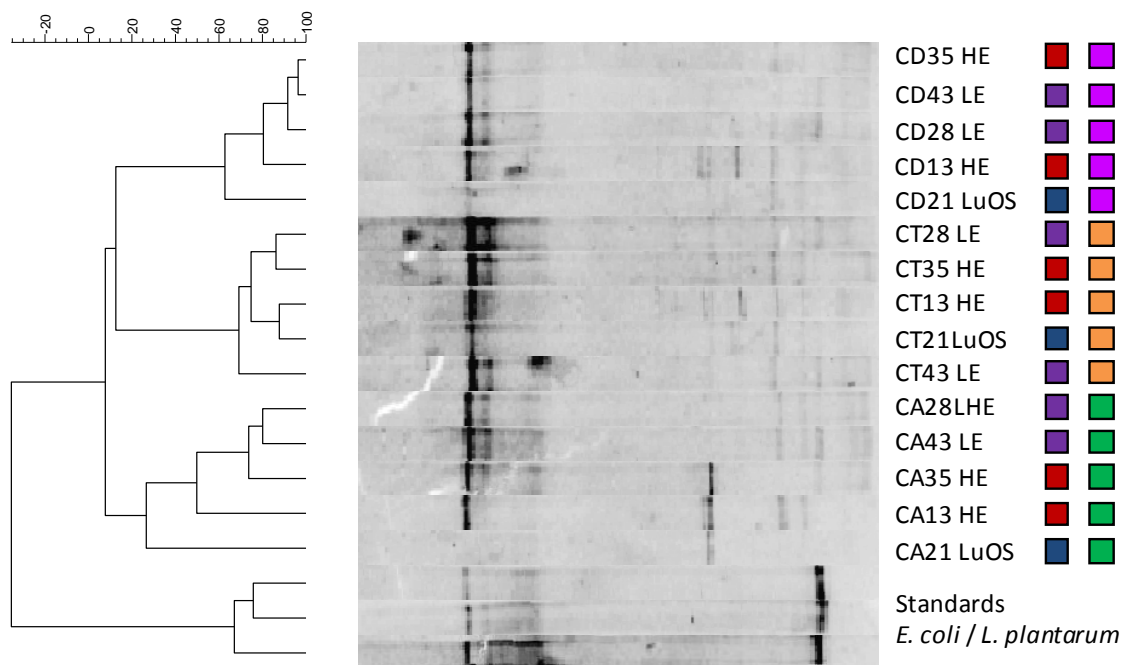 -20
0
20
40
60
80
100
CD35 HE
CD43 LE
CD28 LE
CD13 HE
CD21 LuOS
CT28 LE
CT35 HE
CT13 HE
CT21LuOS
CT43 LE
CA28LHE
CA43 LE
CA35 HE
CA13 HE
CA21 LuOS
Standards
E. coli / L. plantarum